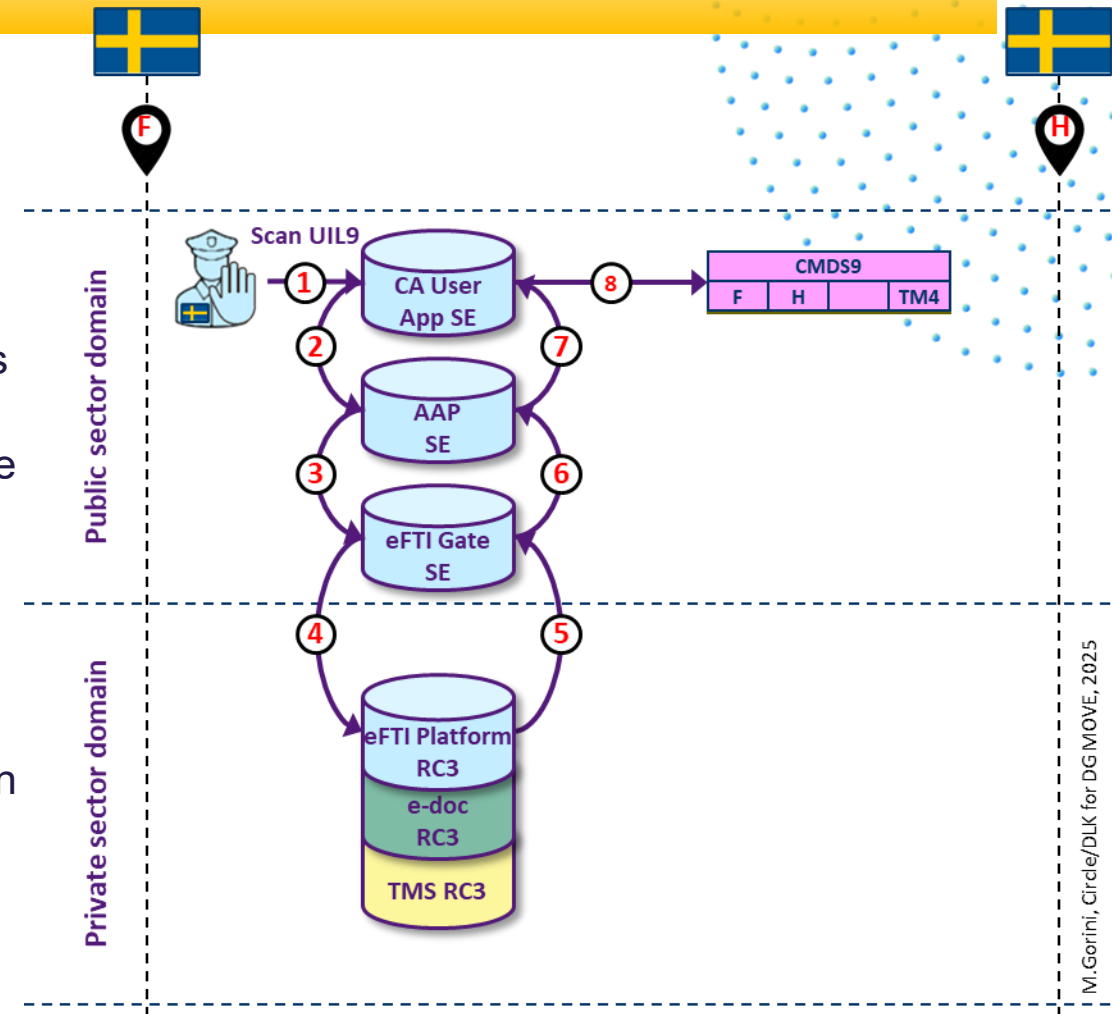 F
H
Scan UIL9
1
CA User
App SE
8
CMDS9
F
H
TM4
s
2
7
AAP
SE
e
3
6
eFTI Gate
SE
Public sector domain
4
5
eFTI Platform
RC3
n
e-doc
RC3
TMS RC3
Private sector domain
M.Gorini, Circle/DLK for DG MOVE, 2025